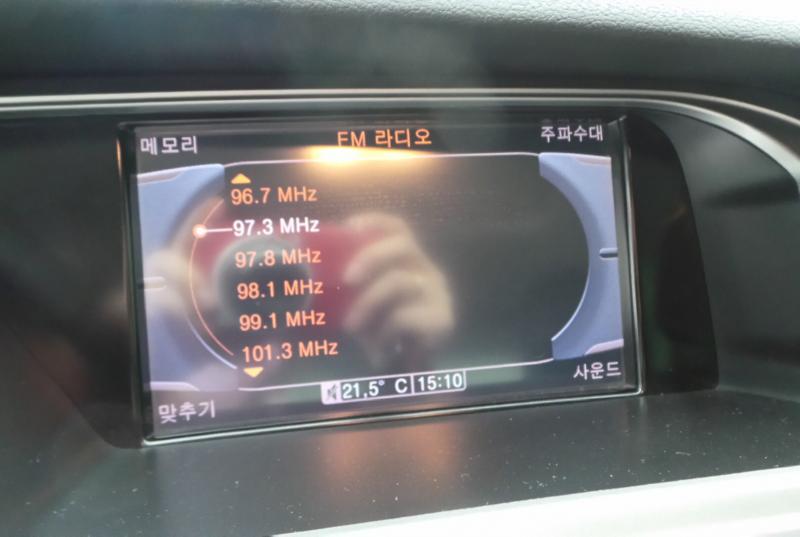 메모리 FM 라디오 주파수대
96.7 MHz
97.3 MHz
97.8 MHz
98.1 MHz
99.1 MHz
101.3 MHz
사운드
21,5° C 15:10
맞추기